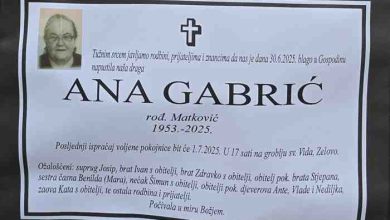 Tužnim srcem javljamo rodbini, prijateljima i znancima da nas je dana 30.6.2025. blago u Gospodinu
napustila naša draga
ANA GABRIĆ
rođ. Matković
1953.-2025.
Posljednji ispraćaj voljene pokojnice bit će 1.7.2025. U 17 sati na groblju sv. Vida, Zelovo.
Ožalošćeni: suprug Josip, brat Ivan s obitelji, brat Zdravko s obitelji, obitelj pok. brata Stjepana,
sestra časna Benilda (Mara), nećak Šimun s obitelji, obitelj pok. djeverova Ante, Vlade i Nediljka,
zaova Kata s obitelji, te ostala rodbina i prijatelji.
Počivala u miru Božjem.